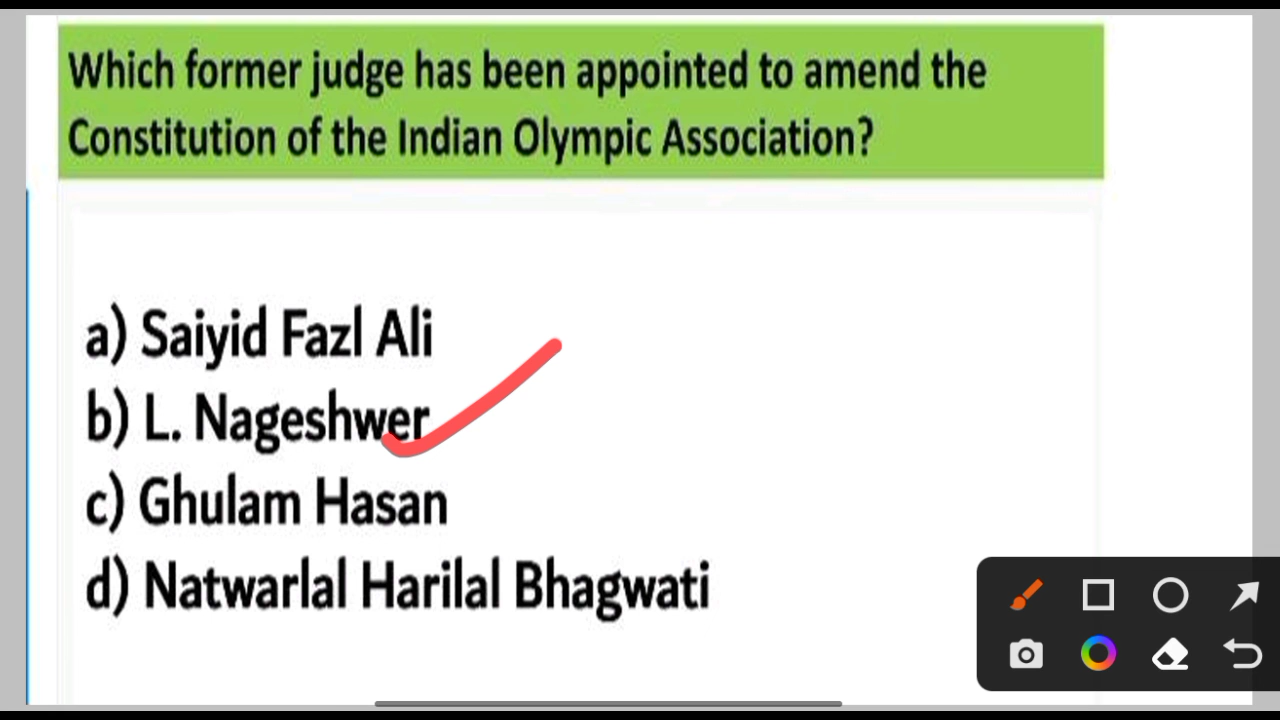 Which former judge has been appointed to amend the
Constitution of the Indian Olympic Association?
a) Saiyid Fazl Ali
b) L. Nageshwer
c) Ghulam Hasan
d) Natwarlal Harilal Bhagwati